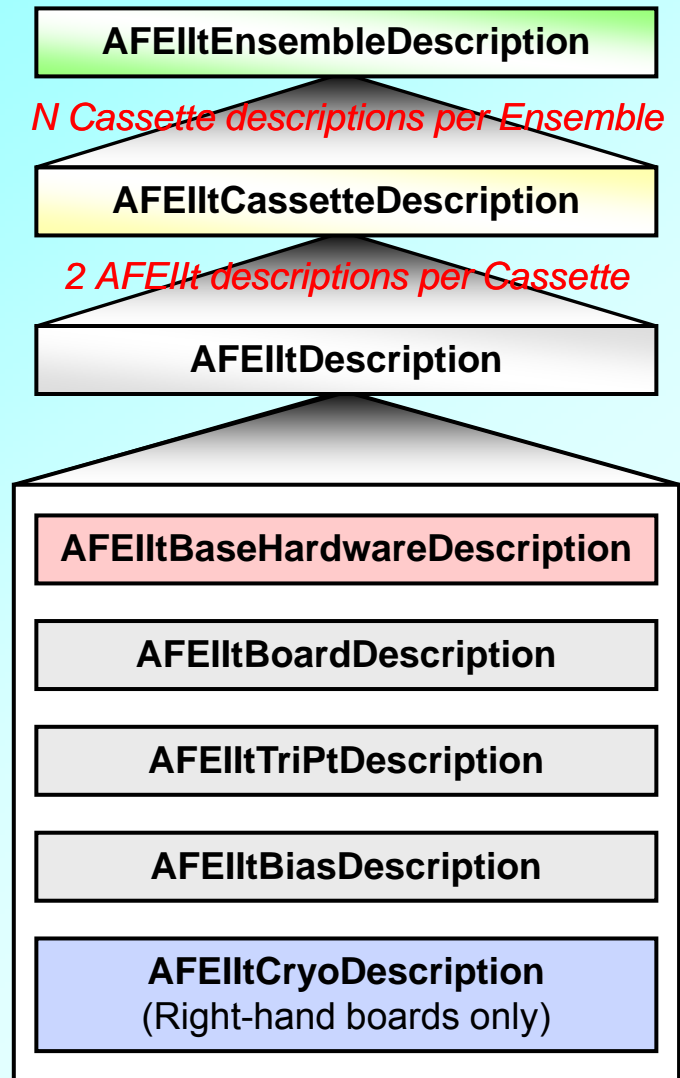 AFEIItEnsembleDescription
N Cassette descriptions per Ensemble
AFEIItCassetteDescription
2 AFEIIt descriptions per Cassette
AFEIItDescription
AFEIItBaseHardwareDescription
AFEIItBoardDescription
AFEIItTriPtDescription
AFEIItBiasDescription
AFEIItCryoDescription
(Right-hand boards only)